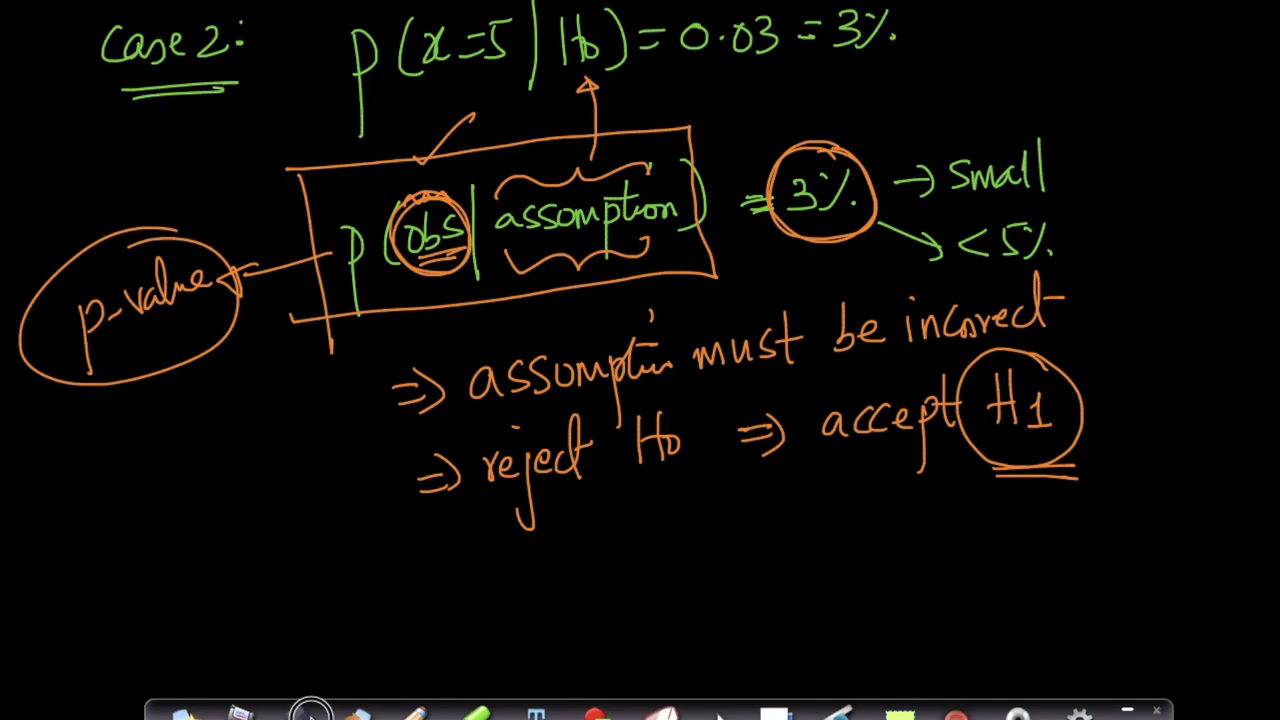 Case 2: P(x=5 | H0) = 0.03 = 3%
P(obs | assumption) = 3% → small
< 5%
p-value
⇒ assumption must be incorrect
⇒ reject H0 ⇒ accept H1